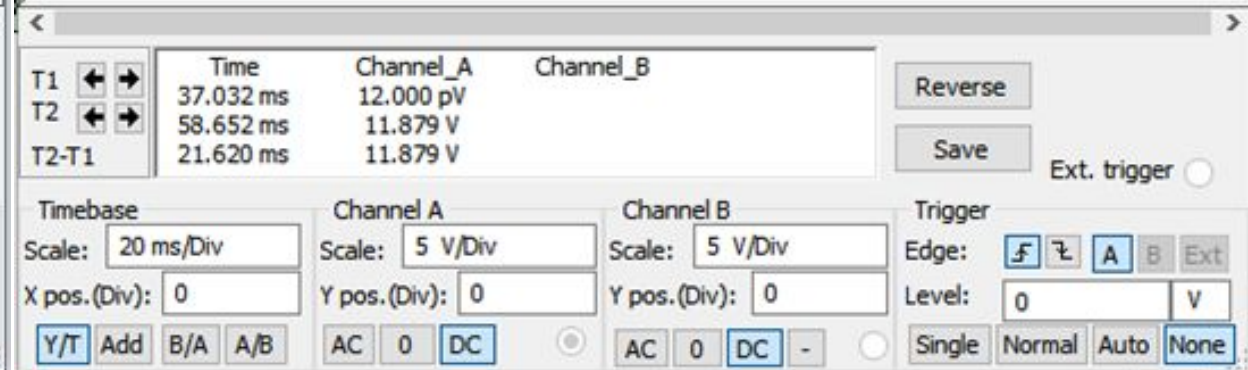 Time Channel_A Channel_B
T1 37.032 ms 12.000 pV
T2 58.652 ms 11.879 V
T2-T1 21.620 ms 11.879 V
Reverse
Save
Ext. trigger
Timebase
Scale: 20 ms/Div
X pos.(Div): 0
Y/T Add B/A A/B
Channel A
Scale: 5 V/Div
Y pos.(Div): 0
AC 0 DC
Channel B
Scale: 5 V/Div
Y pos.(Div): 0
AC 0 DC -
Trigger
Edge: A B Ext
Level: 0 V
Single Normal Auto None